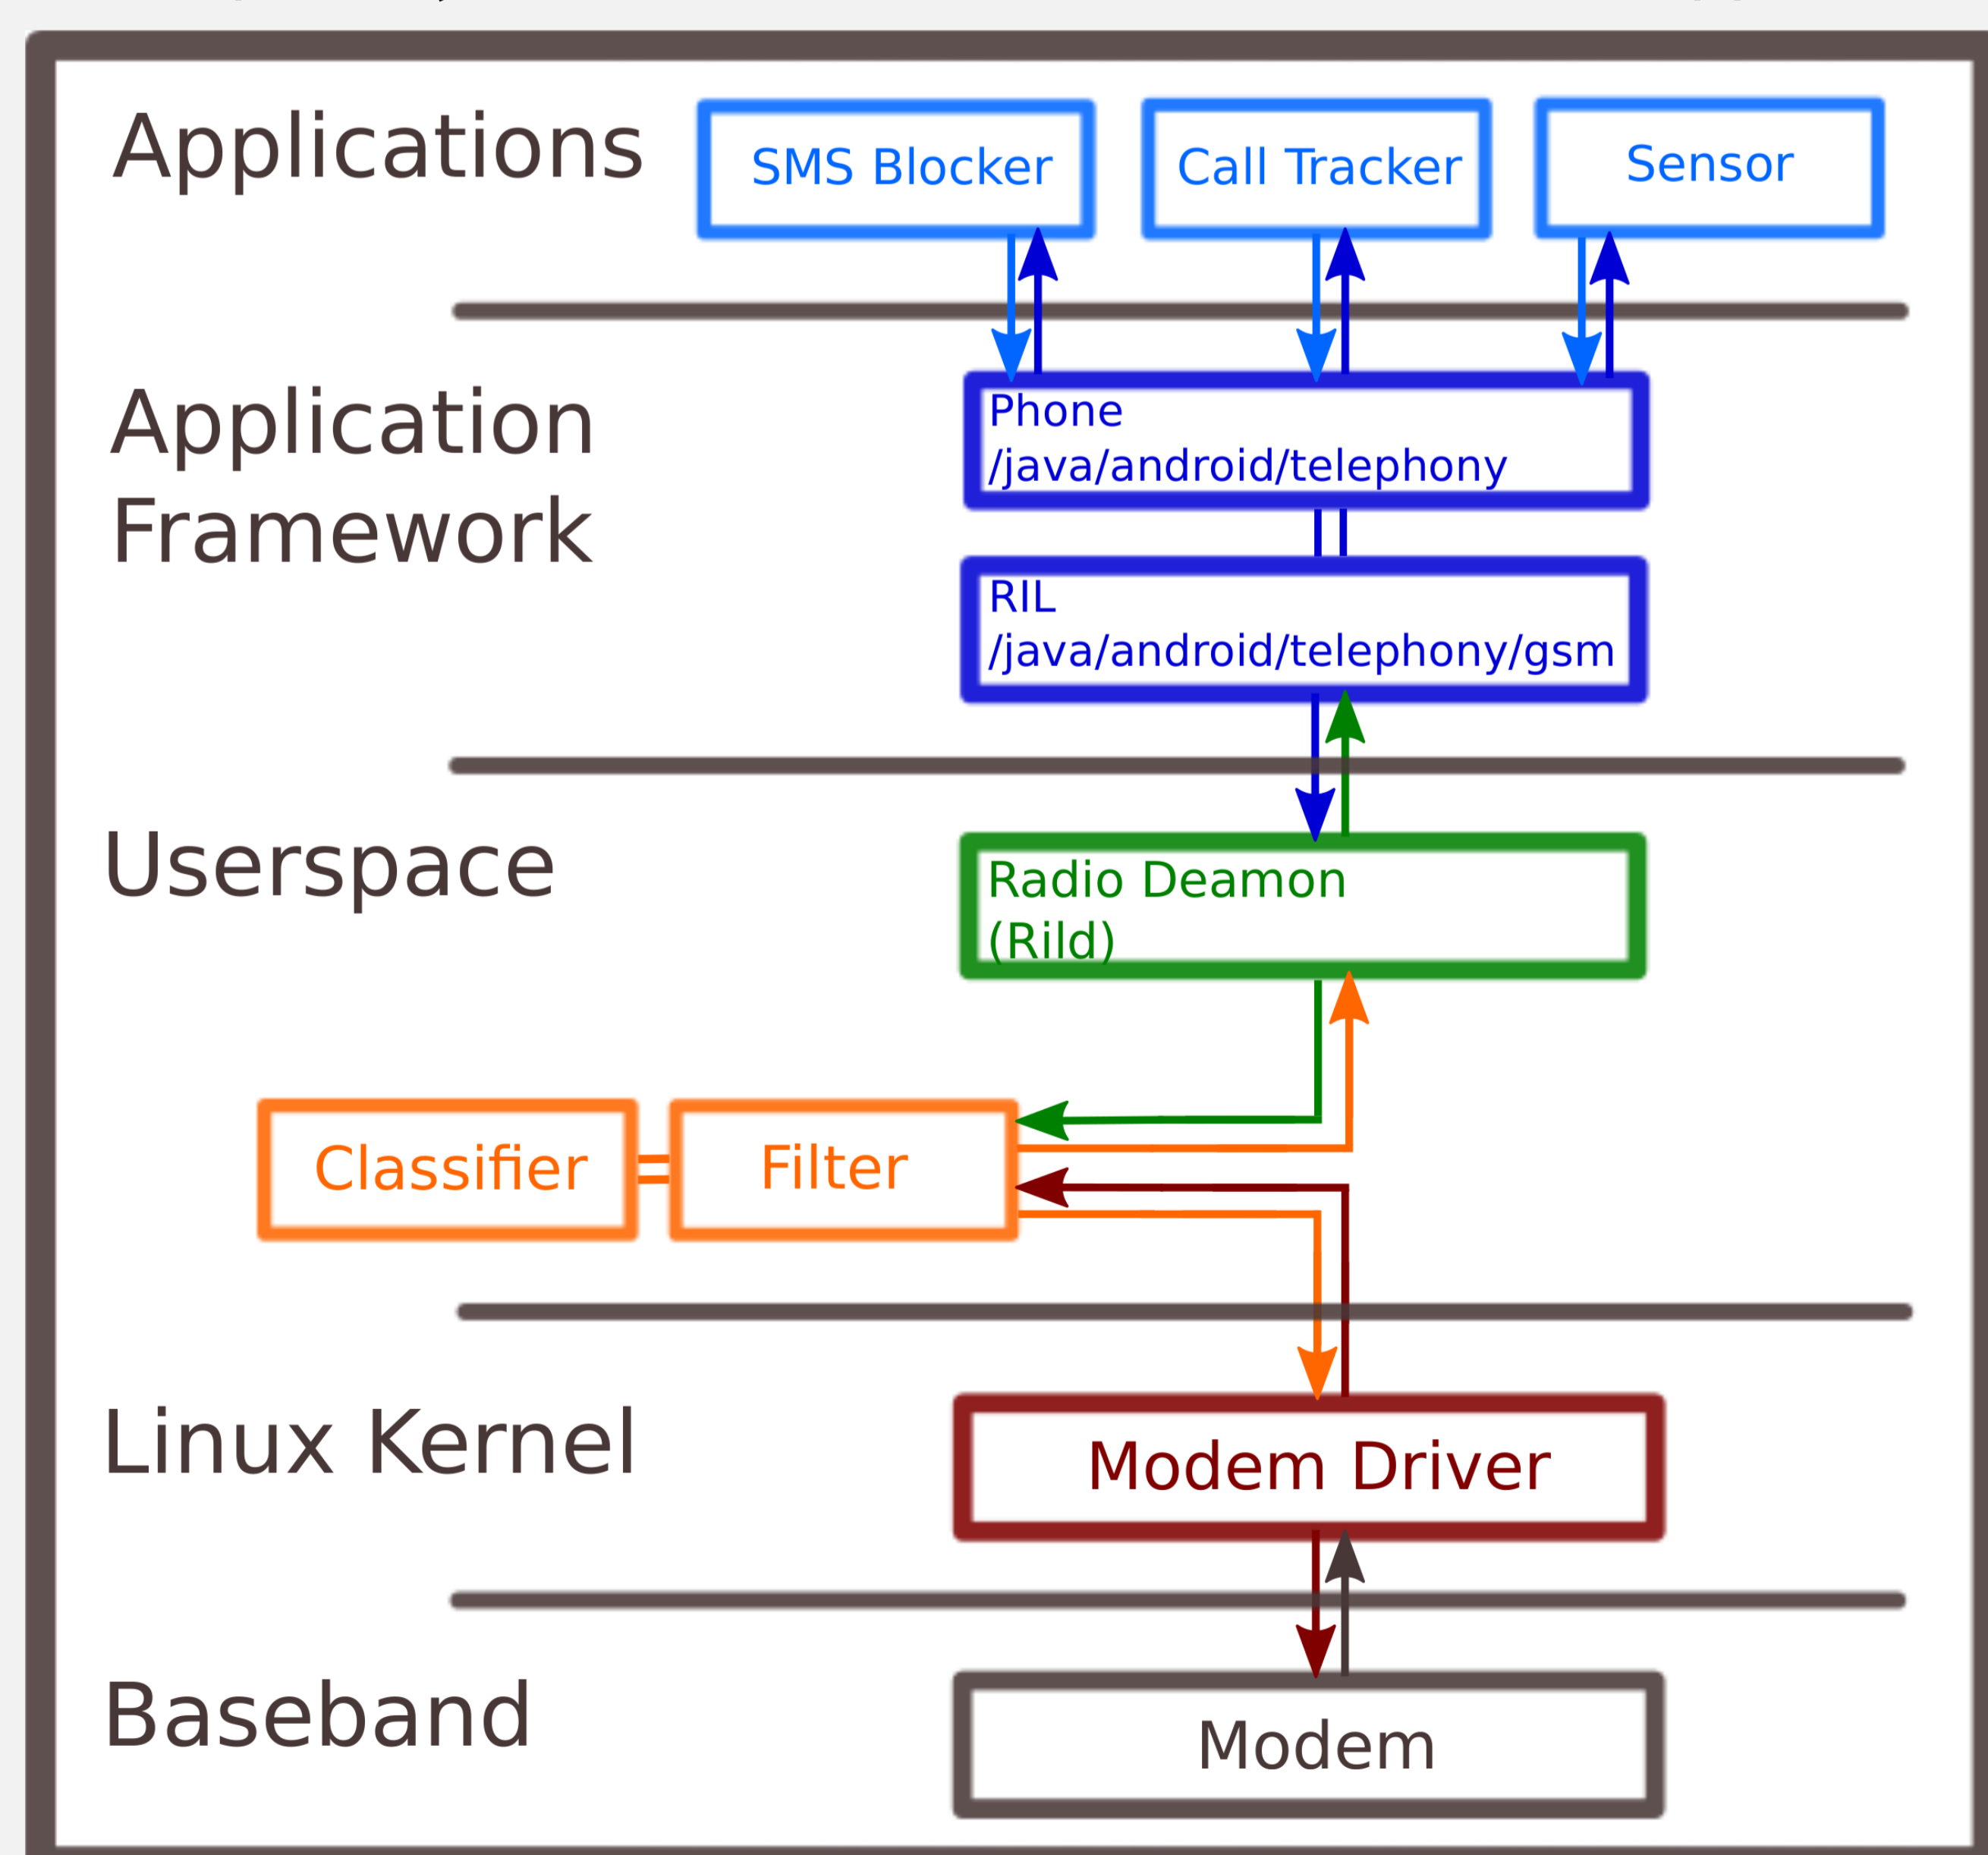 Applications
SMS Blocker
Call Tracker
Sensor
Application
Framework
Phone
/java/android/telephony
RIL
/java/android/telephony/gsm
Userspace
Radio Deamon
(Rild)
Classifier
Filter
Linux Kernel
Modem Driver
Baseband
Modem